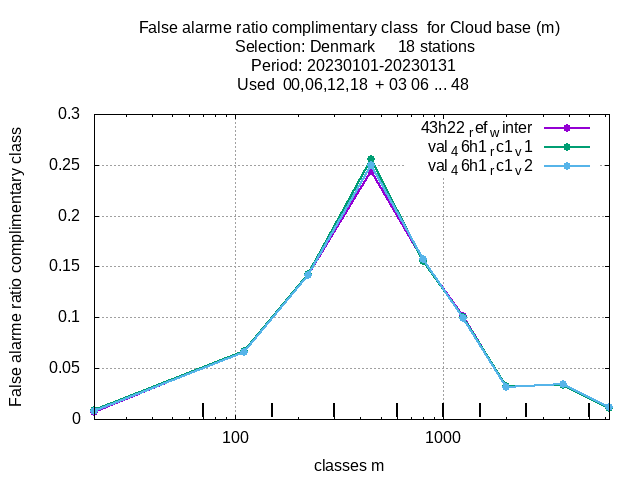 False alarme ratio complimentary class  for Cloud base (m)
Selection: Denmark     18 stations
Period: 20230101-20230131
Used  00,06,12,18  + 03 06 ... 48
False alarme ratio complimentary class
0.3
0.25
0.2
0.15
0.1
0.05
0
43h22_ref_winter
val_46h1_rc1_v1
val_46h1_rc1_v2
100
1000
classes m